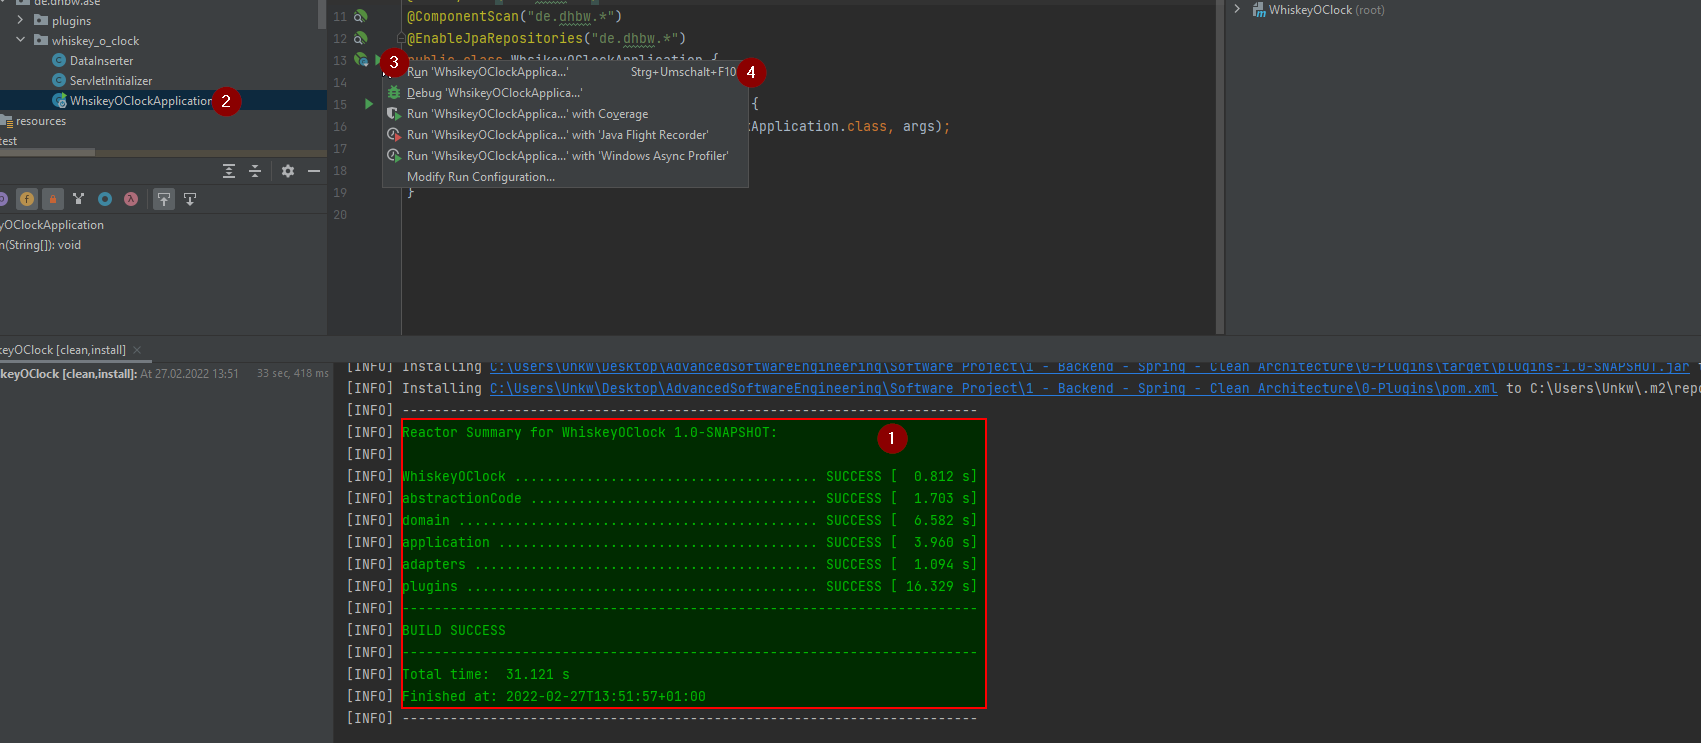 de.dhbw.ase
plugins
whiskey_o_clock
DataInserter
ServletInitializer
WhsikeyOClockApplication
2
resources
test
yOClockApplication
n(String[]): void
11
@ComponentScan("de.dhbw.*")
12
@EnableJpaRepositories("de.dhbw.*")
13
public class WhsikeyOClockApplication {
3
Run 'WhsikeyOClockApplica...' Strg+Umschalt+F10
4
14
Debug 'WhsikeyOClockApplica...'
15
{
Run 'WhsikeyOClockApplica...' with Coverage
16
kApplication.class, args);
Run 'WhsikeyOClockApplica...' with 'Java Flight Recorder'
17
Run 'WhsikeyOClockApplica...' with 'Windows Async Profiler'
18
Modify Run Configuration...
19
}
20
WhiskeyOClock (root)
keyOClock [clean,install]
keyOClock [clean,install]: At 27.02.2022 13:51 33 sec, 418 ms
[INFO] Installing C:\Users\Unkw\Desktop\AdvancedSoftwareEngineering\Software Project\1 - Backend - Spring - Clean Architecture\0-Plugins\target\plugins-1.0-SNAPSHOT.jar
[INFO] Installing C:\Users\Unkw\Desktop\AdvancedSoftwareEngineering\Software Project\1 - Backend - Spring - Clean Architecture\0-Plugins\pom.xml to C:\Users\Unkw\.m2\repo
[INFO] ------------------------------------------------------------------------
[INFO] Reactor Summary for WhiskeyOClock 1.0-SNAPSHOT:
1
[INFO]
[INFO] WhiskeyOClock ...................................... SUCCESS [  0.812 s]
[INFO] abstractionCode .................................... SUCCESS [  1.703 s]
[INFO] domain ............................................. SUCCESS [  6.582 s]
[INFO] application ........................................ SUCCESS [  3.960 s]
[INFO] adapters ........................................... SUCCESS [  1.094 s]
[INFO] plugins ............................................ SUCCESS [ 16.329 s]
[INFO] ------------------------------------------------------------------------
[INFO] BUILD SUCCESS
[INFO] ------------------------------------------------------------------------
[INFO] Total time:  31.121 s
[INFO] Finished at: 2022-02-27T13:51:57+01:00
[INFO] ------------------------------------------------------------------------